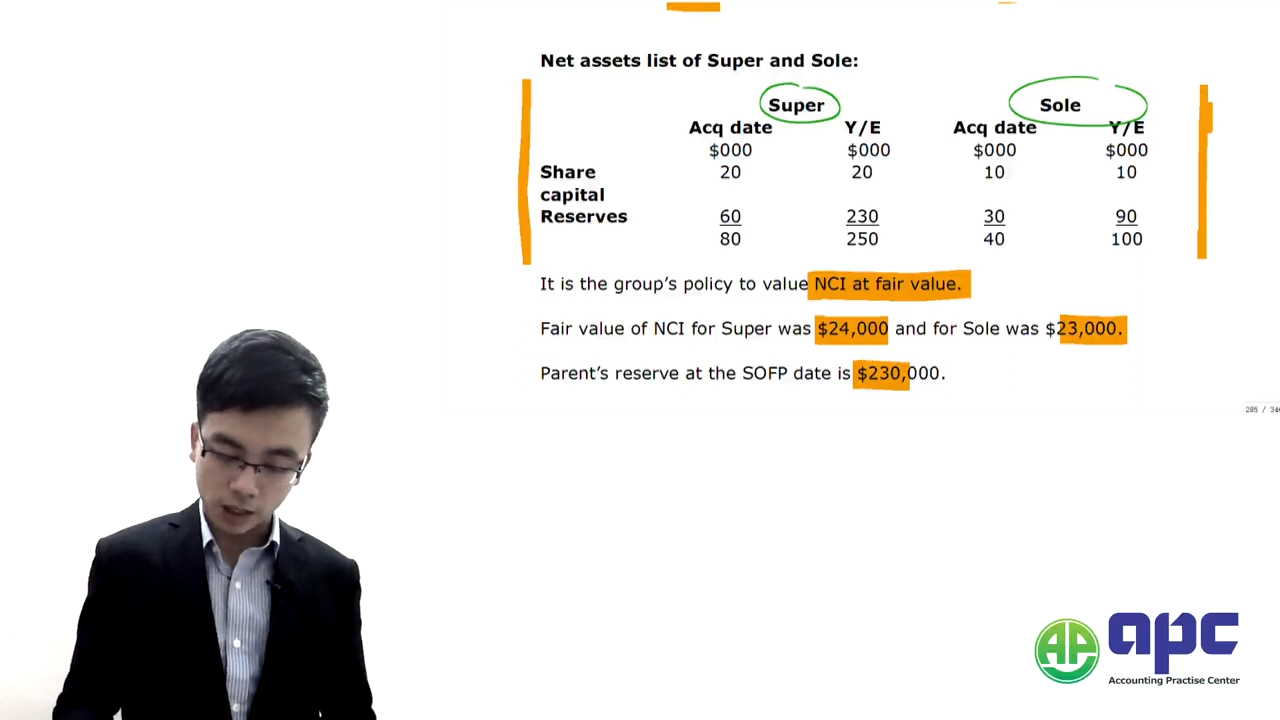 Net assets list of Super and Sole:
Super Sole
Acq date Y/E Acq date Y/E
$000 $000 $000 $000
Share 20 20 10 10
capital
Reserves 60 230 30 90
80 250 40 100
It is the group's policy to value NCI at fair value.
Fair value of NCI for Super was $24,000 and for Sole was $23,000.
Parent's reserve at the SOFP date is $230,000.
285 / 3
AP apc
Accounting Practise Center